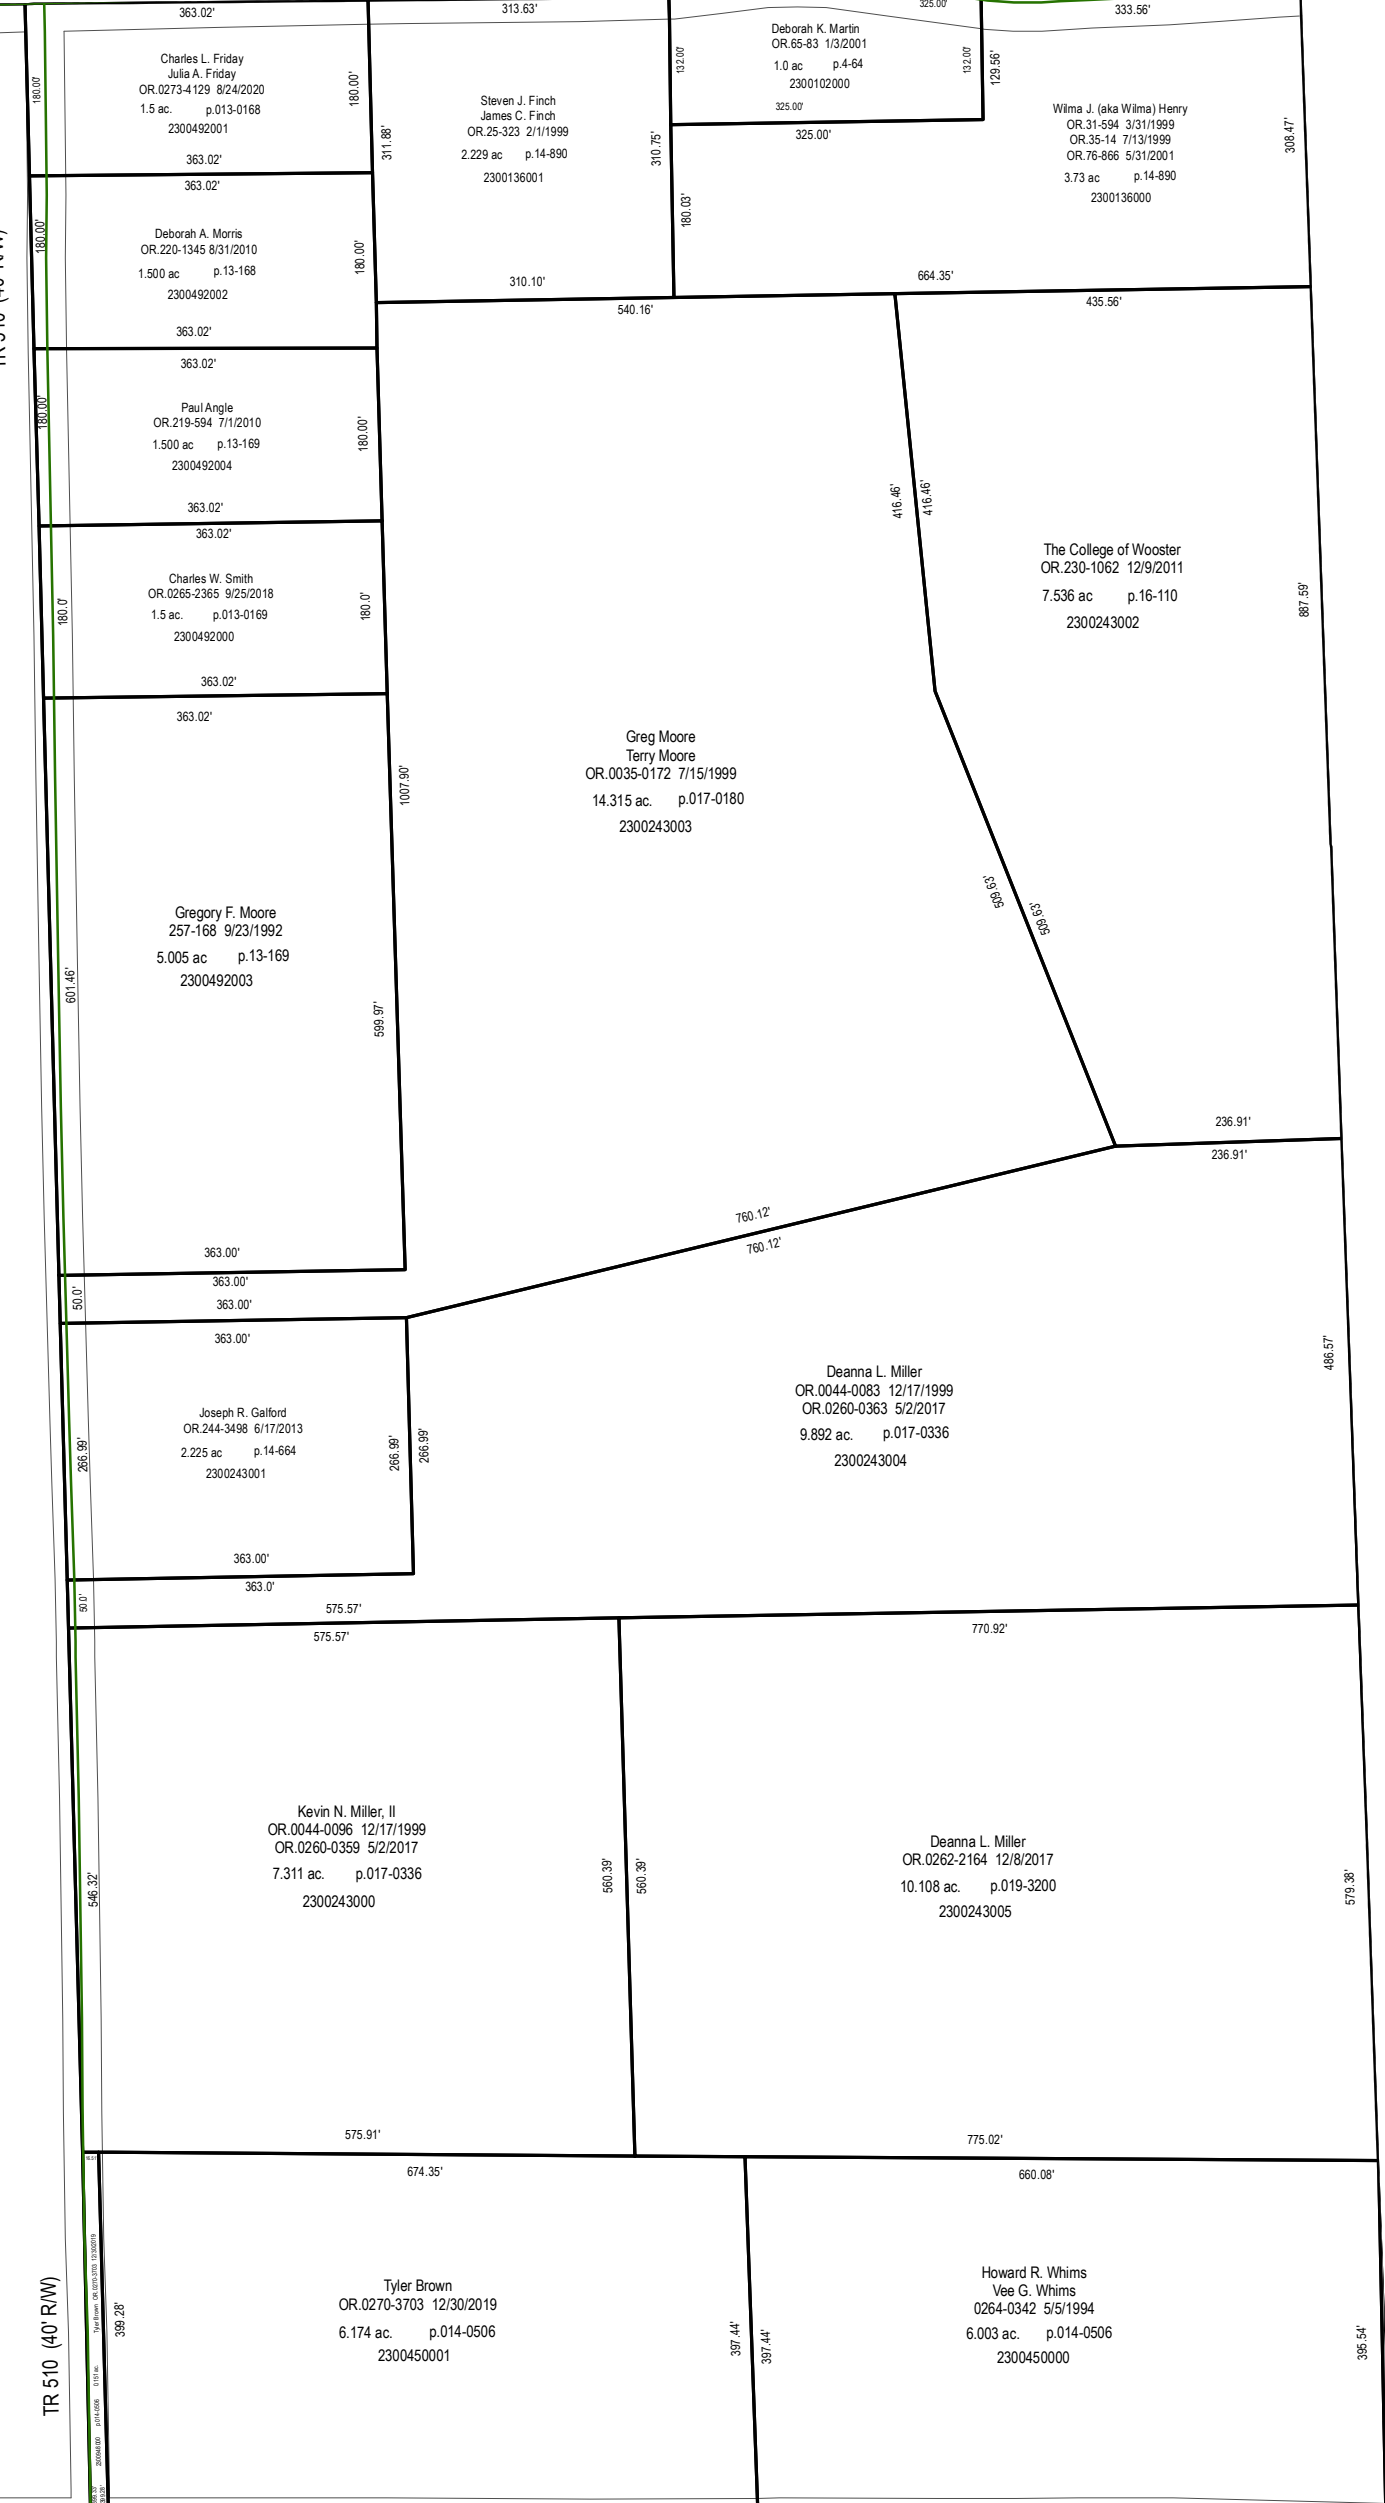 363.02'
313.63'
325.00'
333.56'
180.00'
Charles L. Friday
Julia A. Friday
OR.0273-4129 8/24/2020
1.5 ac. p.013-0168
2300492001
363.02'
180.00'
311.88'
Steven J. Finch
James C. Finch
OR.25-323 2/1/1999
2.229 ac p.14-890
2300136001
310.75'
310.10'
132.00'
Deborah K. Martin
OR.65-83 1/3/2001
1.0 ac p.4-64
2300102000
325.00'
132.00'
129.56'
325.00'
180.03'
Wilma J. (aka Wilma) Henry
OR.31-594 3/31/1999
OR.35-14 7/13/1999
OR.76-866 5/31/2001
3.73 ac p.14-890
2300136000
308.47'
664.35'
363.02'
180.00'
Deborah A. Morris
OR.220-1345 8/31/2010
1.500 ac p.13-168
2300492002
180.00'
363.02'
363.02'
180.00'
Paul Angle
OR.219-594 7/1/2010
1.500 ac p.13-169
2300492004
180.00'
363.02'
363.02'
180.0'
Charles W. Smith
OR.0265-2365 9/25/2018
1.5 ac. p.013-0169
2300492000
180.0'
363.02'
363.02'
601.46'
Gregory F. Moore
257-168 9/23/1992
5.005 ac p.13-169
2300492003
599.97'
363.00'
540.16'
416.46'
1007.90'
Greg Moore
Terry Moore
OR.0035-0172 7/15/1999
14.315 ac. p.017-0180
2300243003
509.63'
760.12'
363.00'
50.0'
363.00'
435.56'
416.46'
The College of Wooster
OR.230-1062 12/9/2011
7.536 ac p.16-110
2300243002
887.59'
509.63'
236.91'
363.00'
266.99'
Joseph R. Galford
OR.244-3498 6/17/2013
2.225 ac p.14-664
2300243001
266.99'
363.00'
236.91'
760.12'
486.57'
Deanna L. Miller
OR.0044-0083 12/17/1999
OR.0260-0363 5/2/2017
9.892 ac. p.017-0336
2300243004
266.99'
363.0'
50.0'
575.57'
575.57'
546.32'
Kevin N. Miller, II
OR.0044-0096 12/17/1999
OR.0260-0359 5/2/2017
7.311 ac. p.017-0336
2300243000
560.39'
575.91'
770.92'
560.39'
Deanna L. Miller
OR.0262-2164 12/8/2017
10.108 ac. p.019-3200
2300243005
579.38'
775.02'
TR 510 (40' R/W)
Tyler Brown OR.0270-3703 12/30/2019
p.014-0506
674.35'
399.28'
Tyler Brown
OR.0270-3703 12/30/2019
6.174 ac. p.014-0506
2300450001
397.44'
660.08'
397.44'
Howard R. Whims
Vee G. Whims
0264-0342 5/5/1994
6.003 ac. p.014-0506
2300450000
395.54'